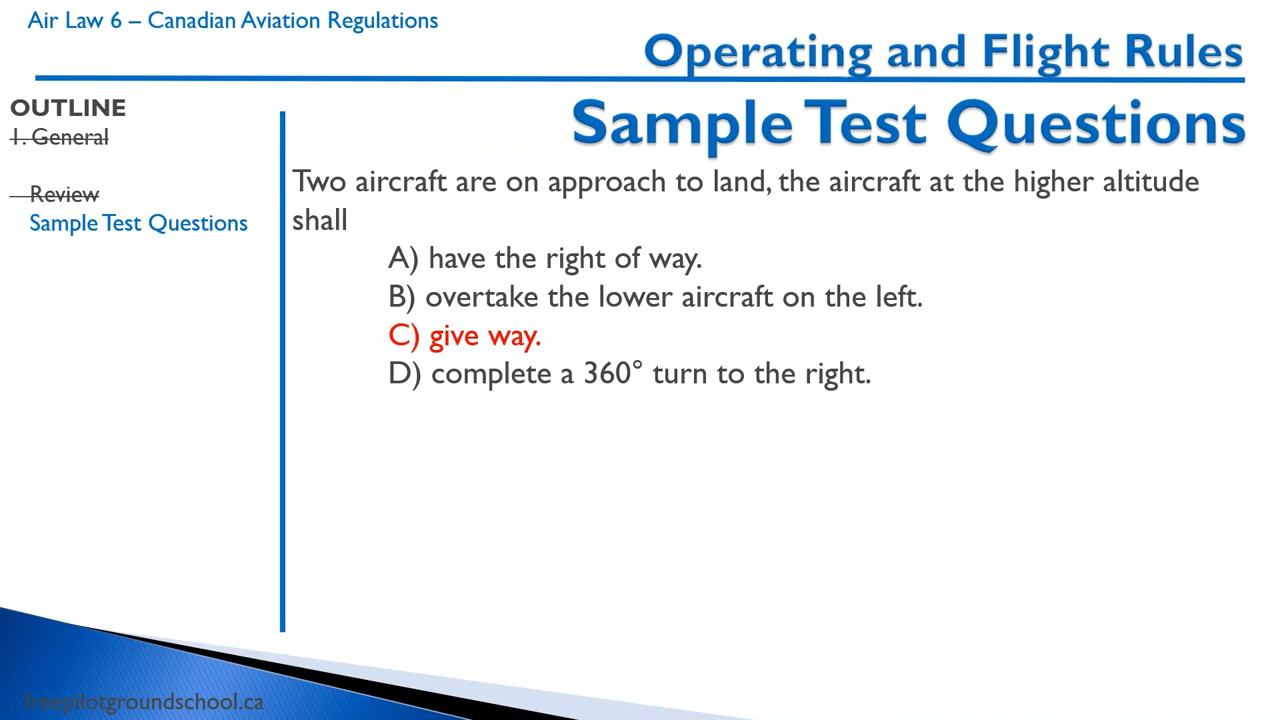 Air Law 6 – Canadian Aviation Regulations
Operating and Flight Rules
Sample Test Questions
OUTLINE
1. General
Review
Sample Test Questions
Two aircraft are on approach to land, the aircraft at the higher altitude
shall
A) have the right of way.
B) overtake the lower aircraft on the left.
C) give way.
D) complete a 360° turn to the right.
freepilotgroundschool.ca